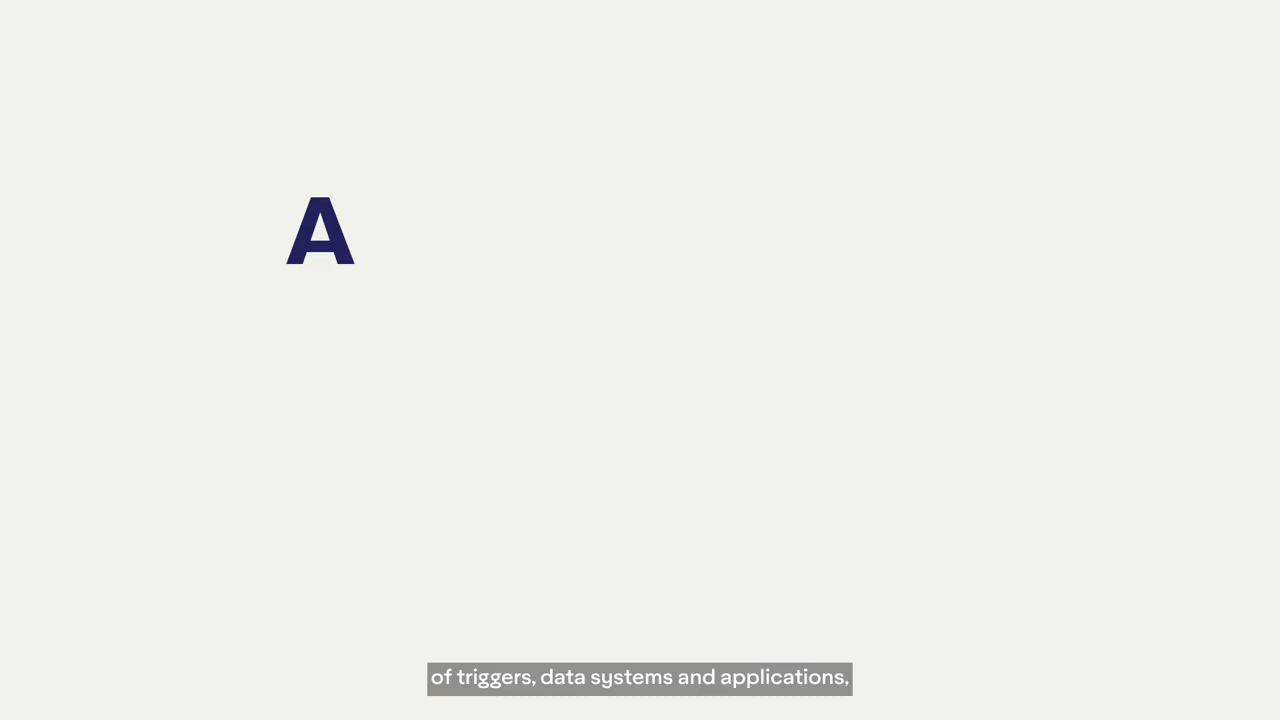 A
of triggers, data systems and applications,